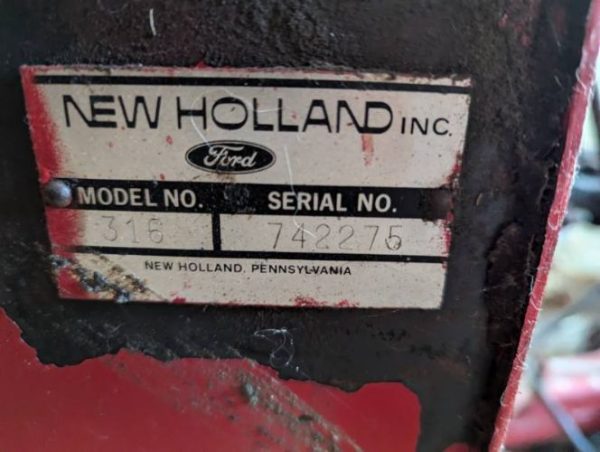 NEW HOLLAND INC.
Ford
MODEL NO. SERIAL NO.
316 742275
NEW HOLLAND, PENNSYLVANIA